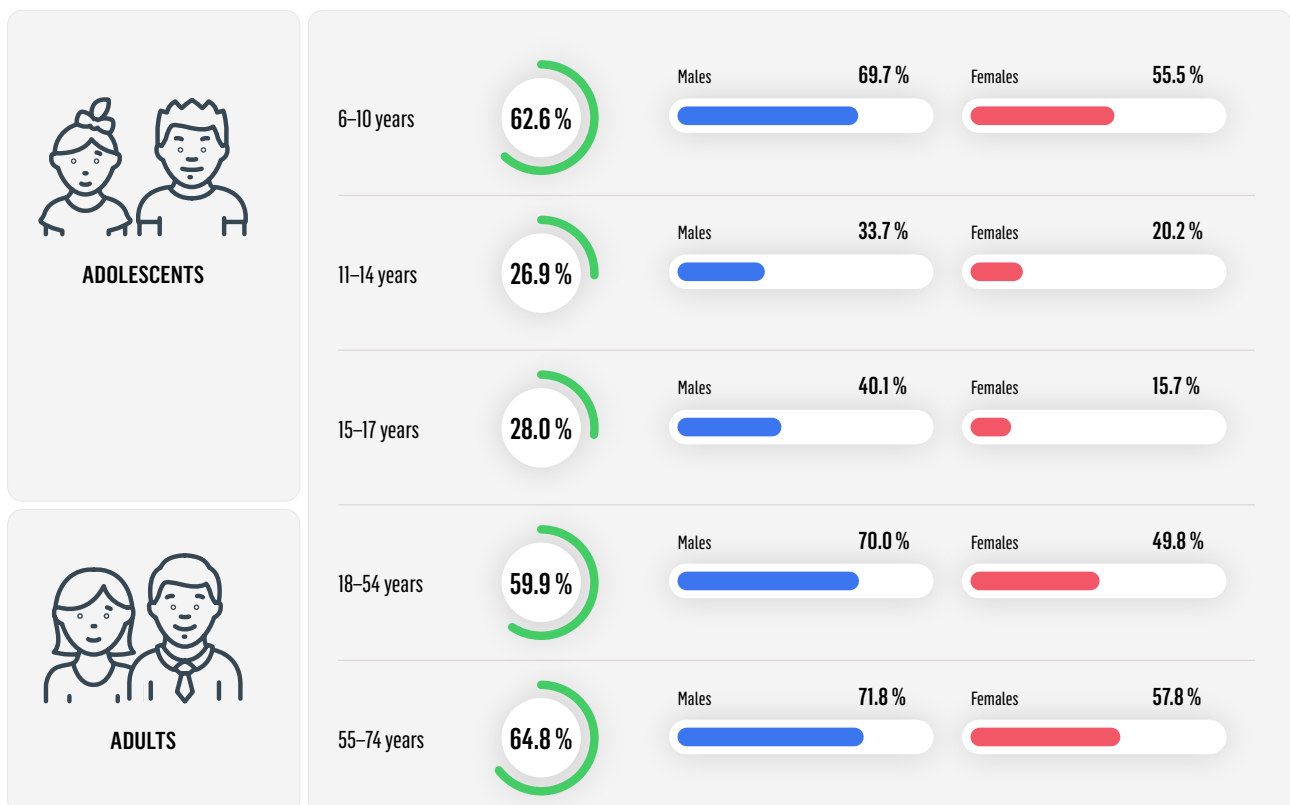 ADOLESCENTS
6–10 years
62.6 %
Males 69.7 %
Females 55.5 %
11–14 years
26.9 %
Males 33.7 %
Females 20.2 %
15–17 years
28.0 %
Males 40.1 %
Females 15.7 %
ADULTS
18–54 years
59.9 %
Males 70.0 %
Females 49.8 %
55–74 years
64.8 %
Males 71.8 %
Females 57.8 %